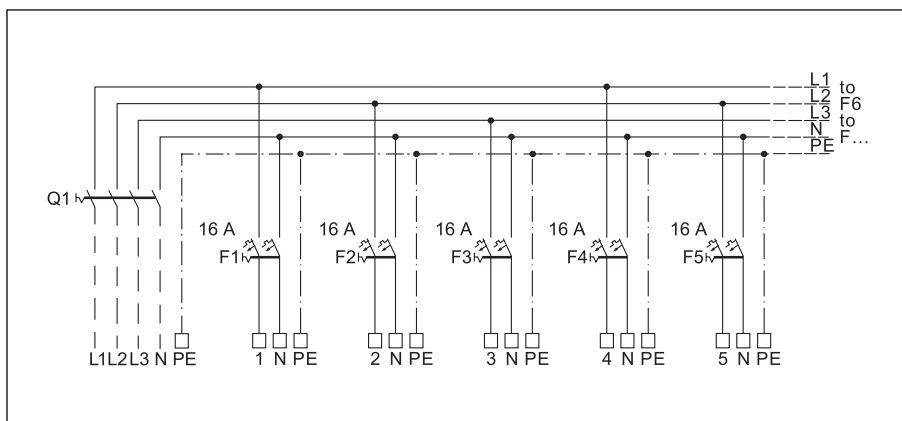 L1
L2 to
L3 F6
N to
PE F...
Q1
16 A 16 A 16 A 16 A 16 A
F1 F2 F3 F4 F5
L1 L2 L3 N PE 1 N PE 2 N PE 3 N PE 4 N PE 5 N PE